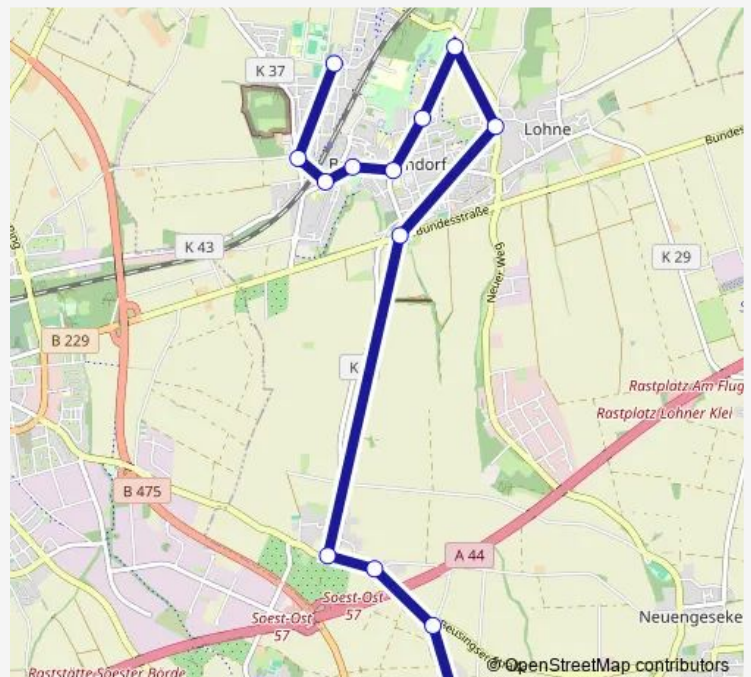 K 37
Lohne
ndorf
Bundes
Bundesstraße
K 43
K 29
Neuer Weg
B 229
Rastplatz Am Flug
Rastplatz Lohner Klei
K
B 475
A 44
Soest-Ost
57
Soest-Ost
57
Neuengeseke
© OpenStreetMap contributors
Raststätte Soester Börde